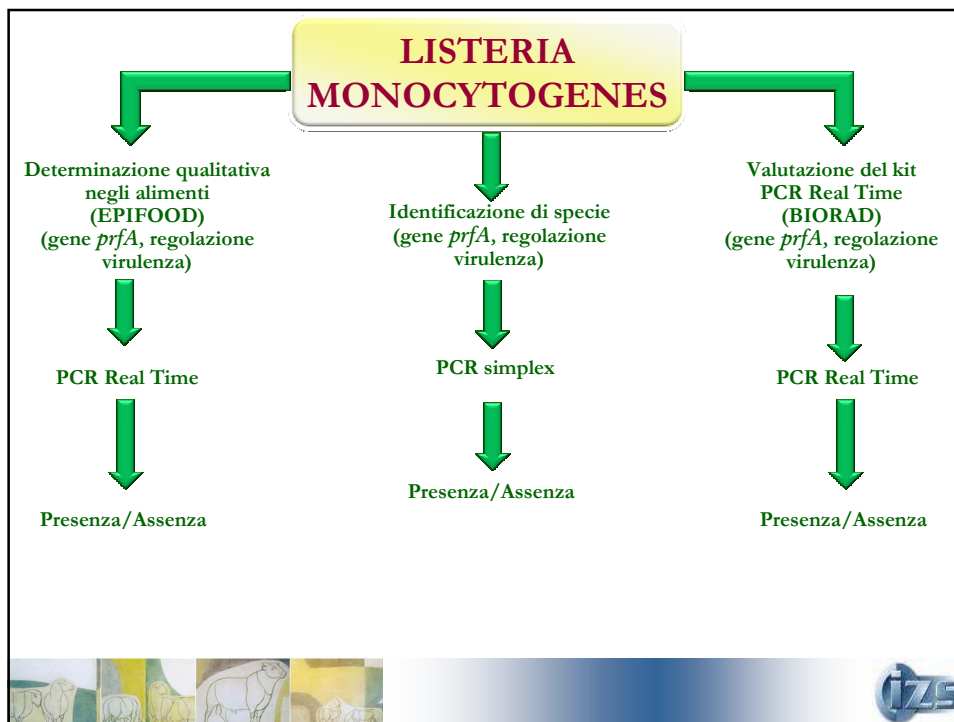 LISTERIA
MONOCYTOGENES
Determinazione qualitativa
negli alimenti
(EPIFOOD)
(gene prfA, regolazione
virulenza)
PCR Real Time
Presenza/Assenza
Identificazione di specie
(gene prfA, regolazione
virulenza)
PCR simplex
Presenza/Assenza
Valutazione del kit
PCR Real Time
(BIORAD)
(gene prfA, regolazione
virulenza)
PCR Real Time
Presenza/Assenza
izs